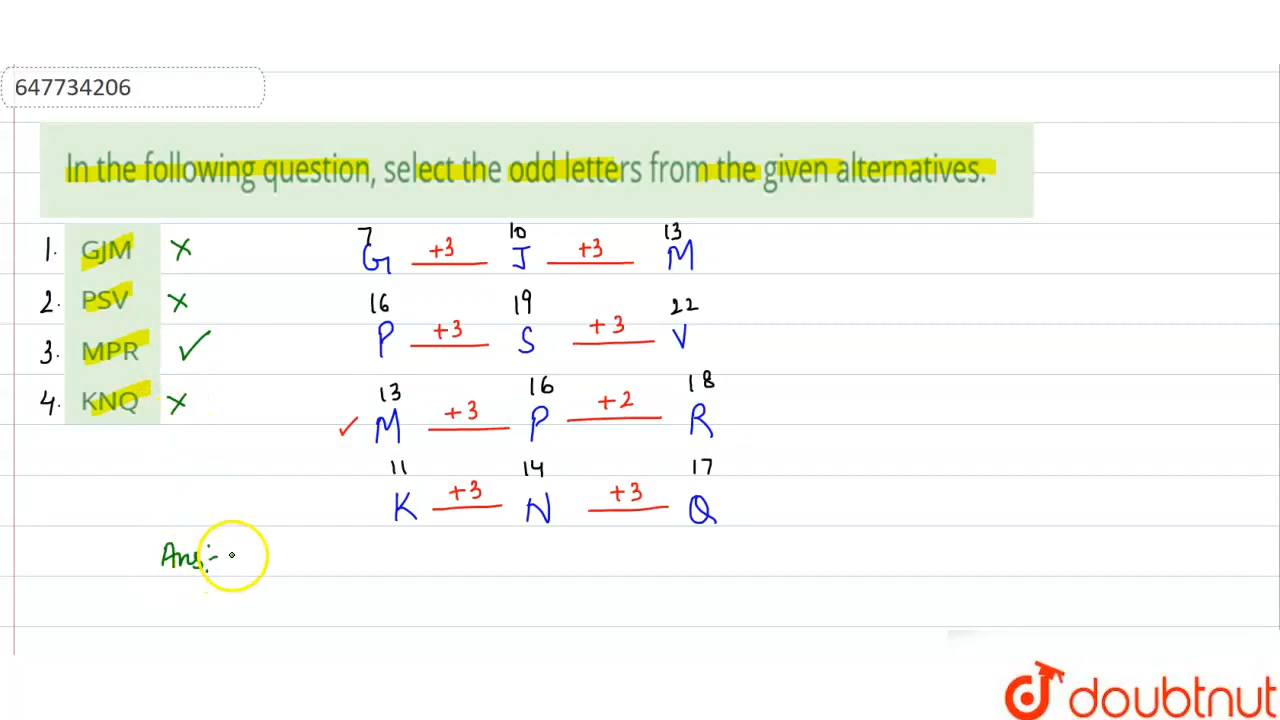 647734206
In the following question, select the odd letters from the given alternatives.
1. GJM ✗
2. PSV ✗
3. MPR ✓
4. KNQ ✗
7 10 13
G +3 J +3 M
16 19 22
P +3 S +3 V
13 16 18
✓ M +3 P +2 R
11 14 17
K +3 N +3 Q
Ans:-
doubtnut